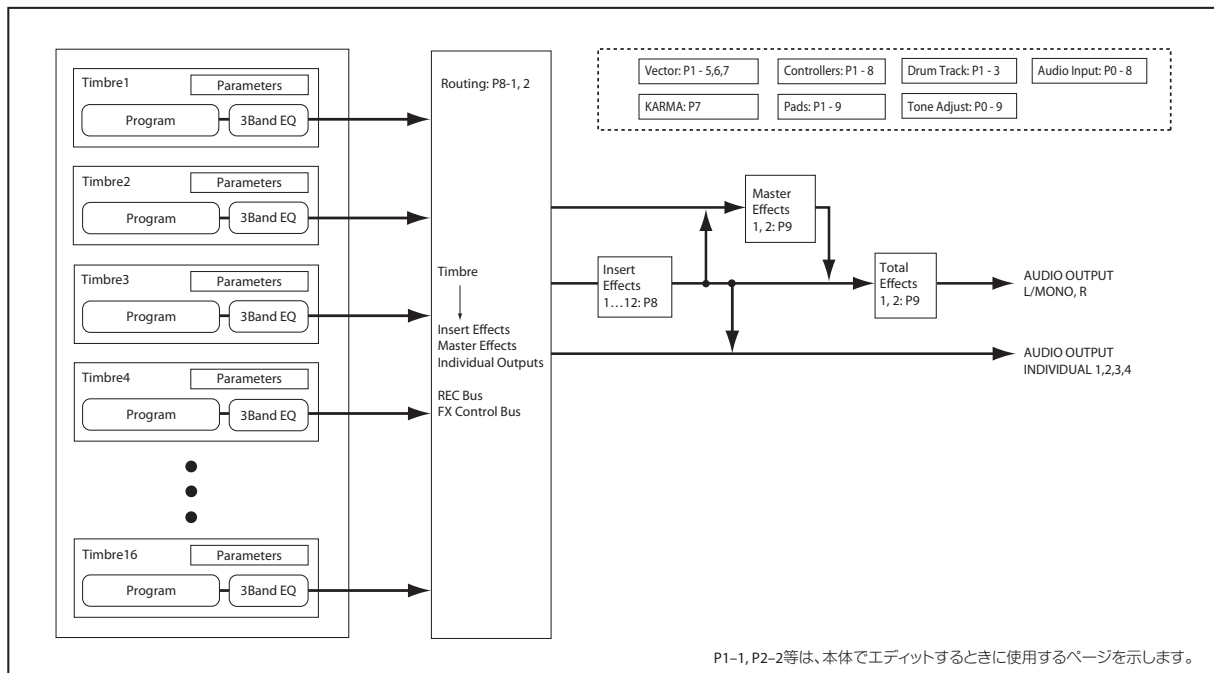 Timbre1
Parameters
Program
3Band EQ
Timbre2
Parameters
Program
3Band EQ
Timbre3
Parameters
Program
3Band EQ
Timbre4
Parameters
Program
3Band EQ
Timbre16
Parameters
Program
3Band EQ
Routing: P8-1, 2
Timbre
Insert Effects
Master Effects
Individual Outputs
REC Bus
FX Control Bus
Vector: P1 - 5,6,7
Controllers: P1 - 8
Drum Track: P1 - 3
Audio Input: P0 - 8
KARMA: P7
Pads: P1 - 9
Tone Adjust: P0 - 9
Insert
Effects
1…12: P8
Master
Effects
1, 2: P9
Total
Effects
1, 2: P9
AUDIO OUTPUT
L/MONO, R
AUDIO OUTPUT
INDIVIDUAL 1,2,3,4
P1–1, P2–2等は、本体でエディットするときに使用するページを示します。